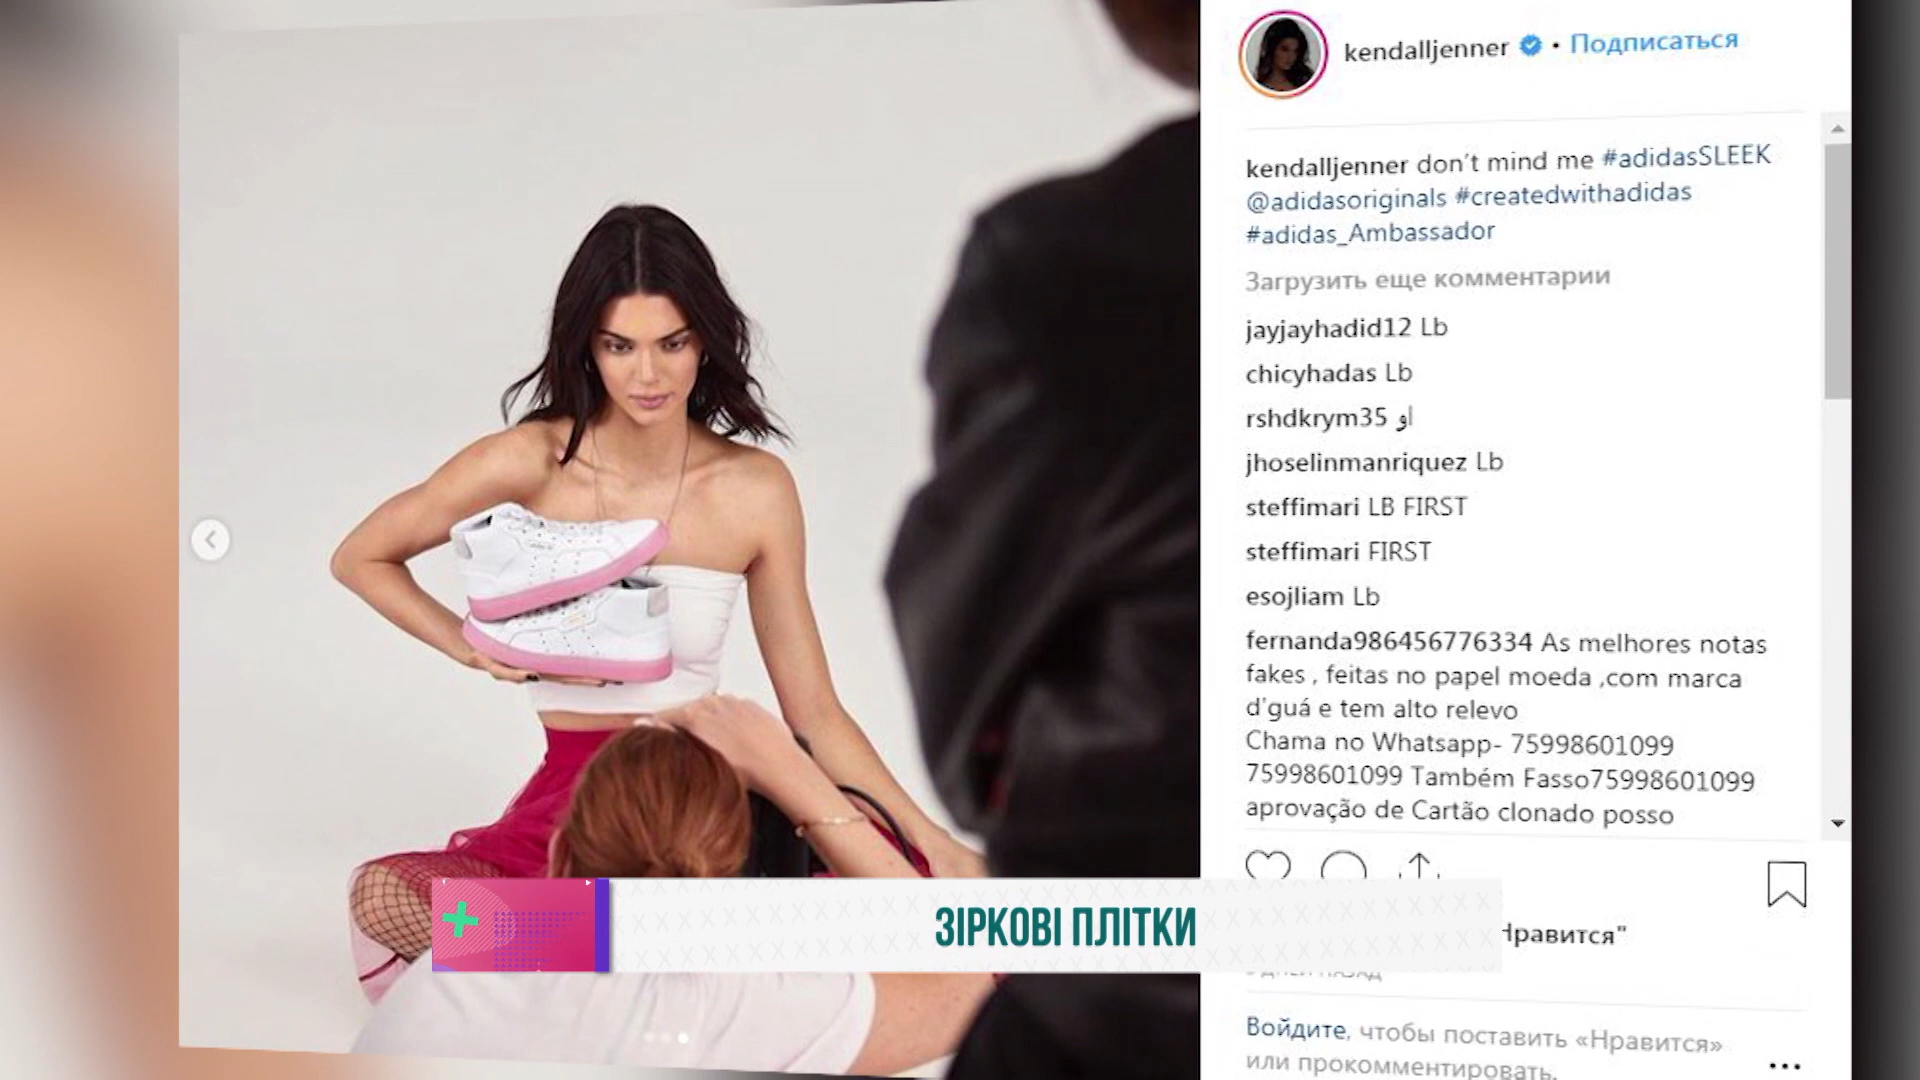 kendalljenner • Подписаться
kendalljenner don't mind me #adidasSLEEK
@adidasoriginals #createdwithadidas
#adidas_Ambassador
Загрузить еще комментарии
jayjayhadid12 Lb
chicyhadas Lb
rshdkrym35 او
jhoselinmanriquez Lb
steffimari LB FIRST
steffimari FIRST
esojliam Lb
fernanda986456776334 As melhores notas
fakes , feitas no papel moeda ,com marca
d'guá e tem alto relevo
Chama no Whatsapp- 75998601099
75998601099 Também Fasso75998601099
aprovação de Cartão clonado posso
ЗІРКОВІ ПЛІТКИ
Нравится"
Войдите, чтобы поставить «Нравится»
или прокомментировать.